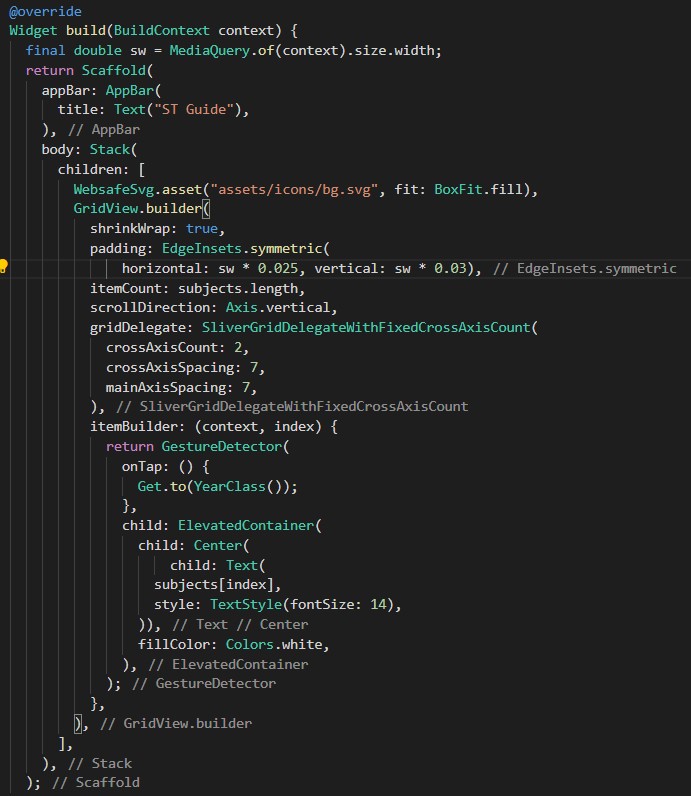 @override
Widget build(BuildContext context) {
  final double sw = MediaQuery.of(context).size.width;
  return Scaffold(
    appBar: AppBar(
      title: Text("ST Guide"),
    ), // AppBar
    body: Stack(
      children: [
        WebsafeSvg.asset("assets/icons/bg.svg", fit: BoxFit.fill),
        GridView.builder(
          shrinkWrap: true,
          padding: EdgeInsets.symmetric(
              horizontal: sw * 0.025, vertical: sw * 0.03), // EdgeInsets.symmetric
          itemCount: subjects.length,
          scrollDirection: Axis.vertical,
          gridDelegate: SliverGridDelegateWithFixedCrossAxisCount(
            crossAxisCount: 2,
            crossAxisSpacing: 7,
            mainAxisSpacing: 7,
          ), // SliverGridDelegateWithFixedCrossAxisCount
          itemBuilder: (context, index) {
            return GestureDetector(
              onTap: () {
                Get.to(YearClass());
              },
              child: ElevatedContainer(
                child: Center(
                    child: Text(
                  subjects[index],
                  style: TextStyle(fontSize: 14),
                )), // Text // Center
                fillColor: Colors.white,
              ), // ElevatedContainer
            ); // GestureDetector
          },
        ), // GridView.builder
      ],
    ), // Stack
  ); // Scaffold